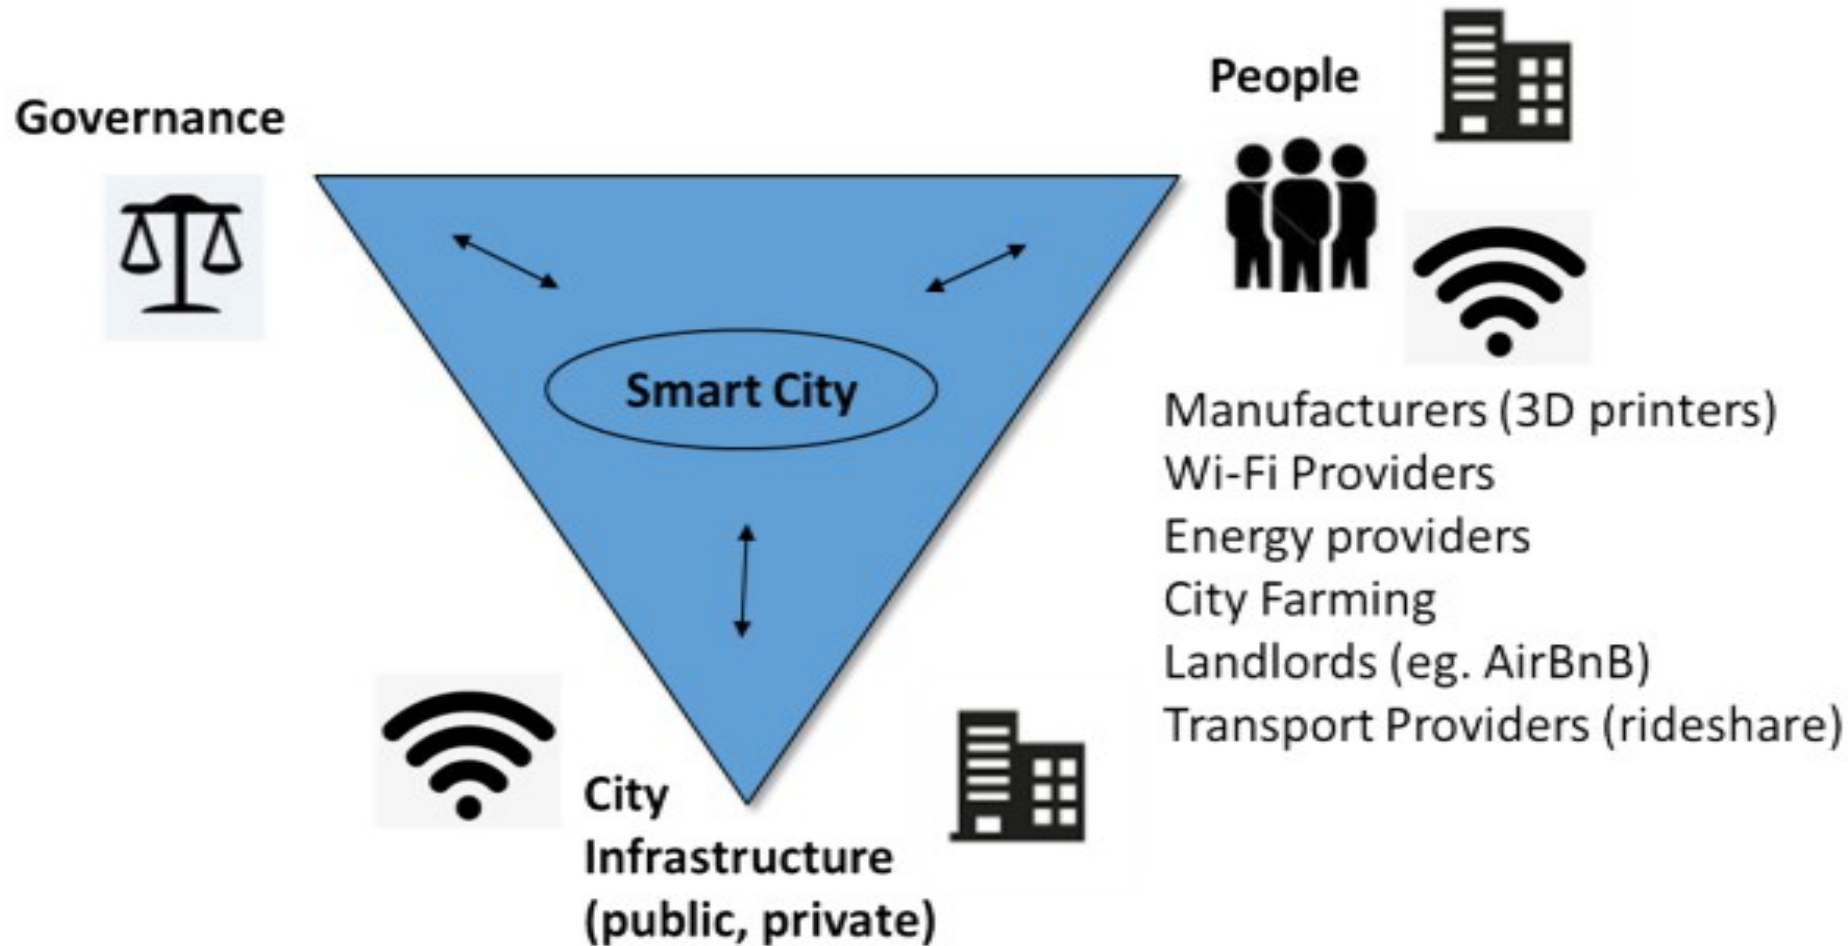 Governance
People
Smart City
Manufacturers (3D printers)
Wi-Fi Providers
Energy providers
City Farming
Landlords (eg. AirBnB)
Transport Providers (rideshare)
City
Infrastructure
(public, private)